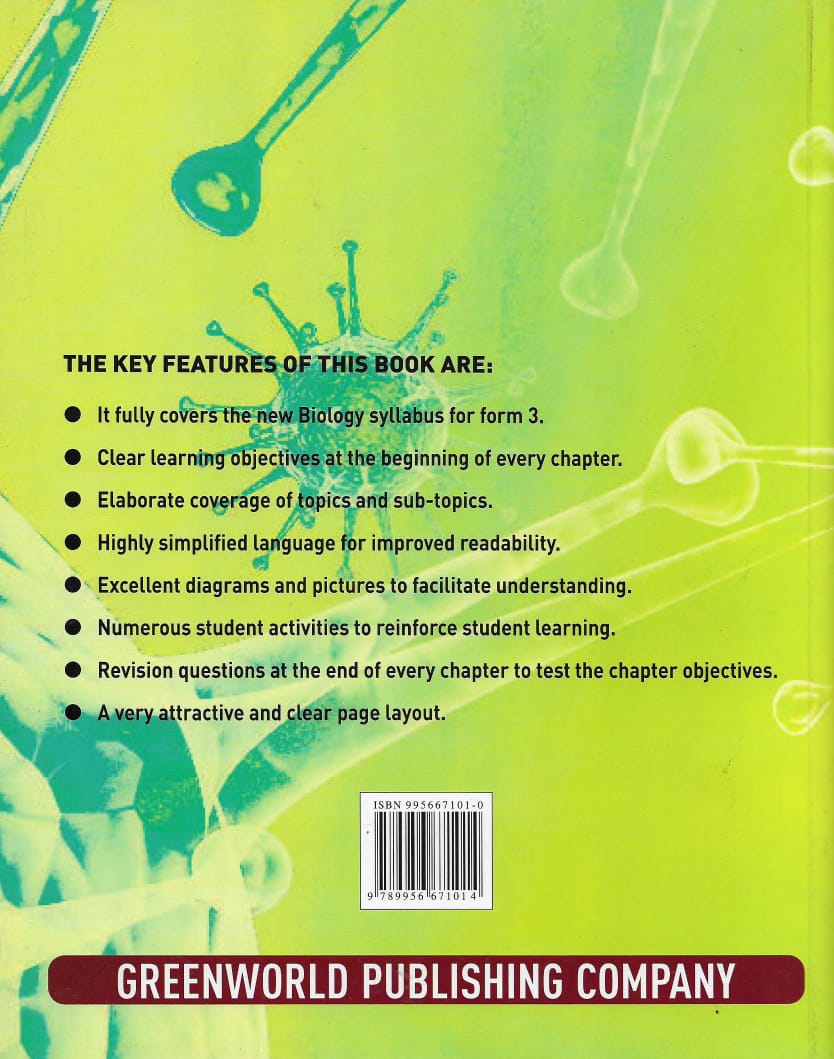 THE KEY FEATURES OF THIS BOOK ARE:
● It fully covers the new Biology syllabus for form 3.
● Clear learning objectives at the beginning of every chapter.
● Elaborate coverage of topics and sub-topics.
● Highly simplified language for improved readability.
● Excellent diagrams and pictures to facilitate understanding.
● Numerous student activities to reinforce student learning.
● Revision questions at the end of every chapter to test the chapter objectives.
● A very attractive and clear page layout.
ISBN 995667101-0
9 789956 671014
GREENWORLD PUBLISHING COMPANY